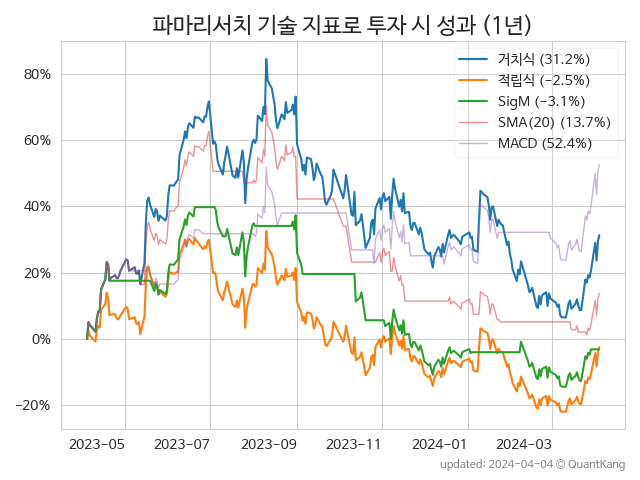 파마리서치 기술 지표로 투자 시 성과 (1년)
거치식 (31.2%)
적립식 (−2.5%)
SigM (−3.1%)
SMA(20) (13.7%)
MACD (52.4%)
80%
60%
40%
20%
0%
−20%
2023−05
2023−07
2023−09
2023−11
2024−01
2024−03
updated: 2024−04−04 © QuantKang